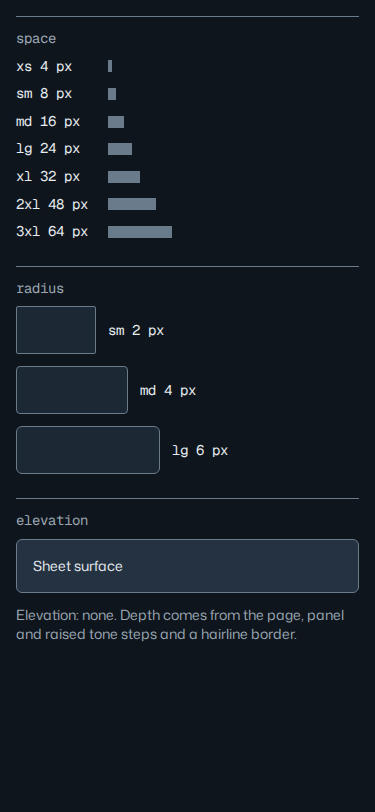 space
xs 4 px
sm 8 px
md 16 px
lg 24 px
xl 32 px
2xl 48 px
3xl 64 px
radius
sm 2 px
md 4 px
lg 6 px
elevation
Sheet surface
Elevation: none. Depth comes from the page, panel
and raised tone steps and a hairline border.